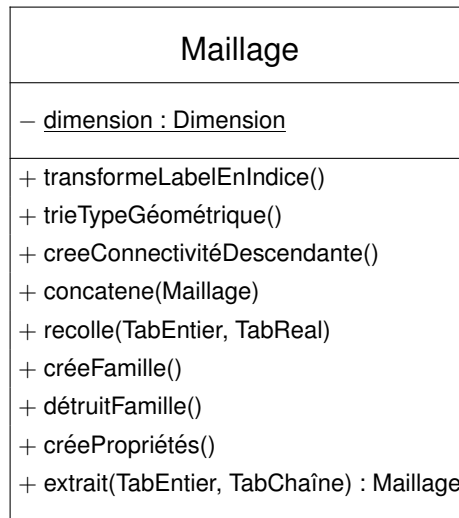 Maillage
− dimension : Dimension
+ transformeLabelEnIndice()
+ trieTypeGéométrique()
+ creeConnectivitéDescendante()
+ concatene(Maillage)
+ recolle(TabEntier, TabReal)
+ créeFamille()
+ détruitFamille()
+ créePropriétés()
+ extrait(TabEntier, TabChaîne) : Maillage